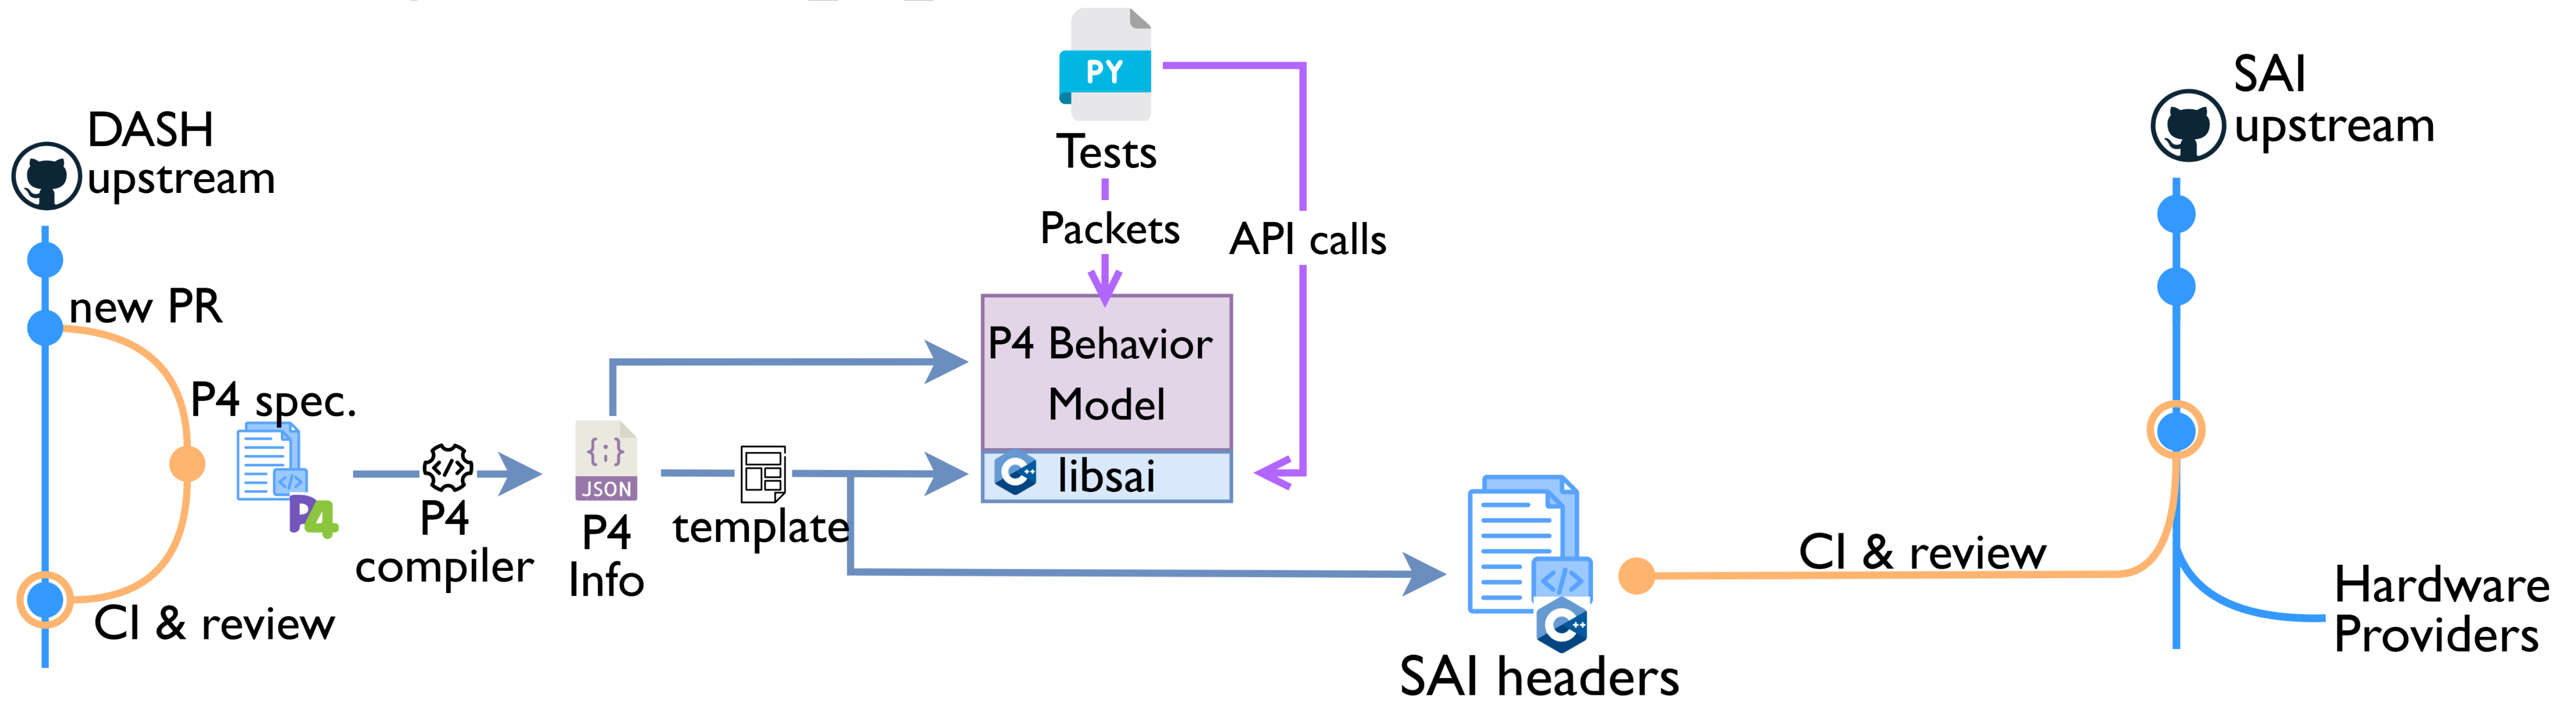 DASH
upstream
new PR
P4 spec.
</>
P4
CI & review
</>
P4
compiler
{;}
JSON
P4
Info
template
PY
Tests
Packets
API calls
P4 Behavior
Model
C++ libsai
</>
C++
SAI headers
CI & review
SAI
upstream
Hardware
Providers